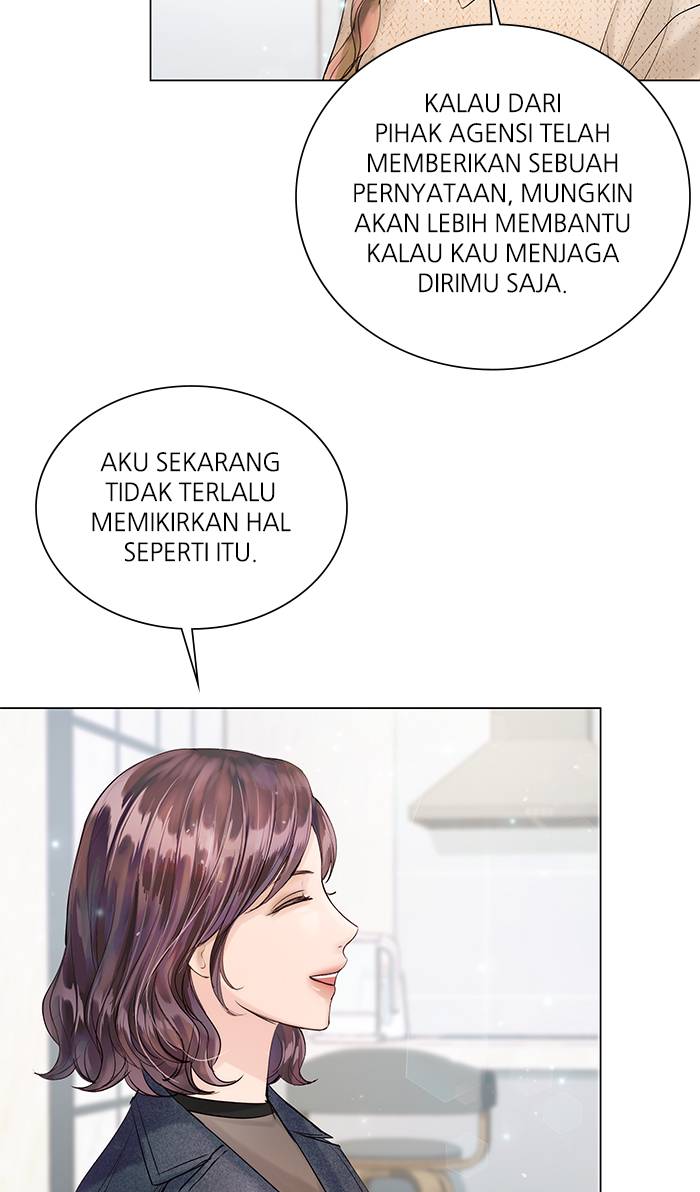 KALAU DARI
PIHAK AGENSI TELAH
MEMBERIKAN SEBUAH
PERNYATAAN, MUNGKIN
AKAN LEBIH MEMBANTU
KALAU KAU MENJAGA
DIRIMU SAJA.
AKU SEKARANG
TIDAK TERLALU
MEMIKIRKAN HAL
SEPERTI ITU.